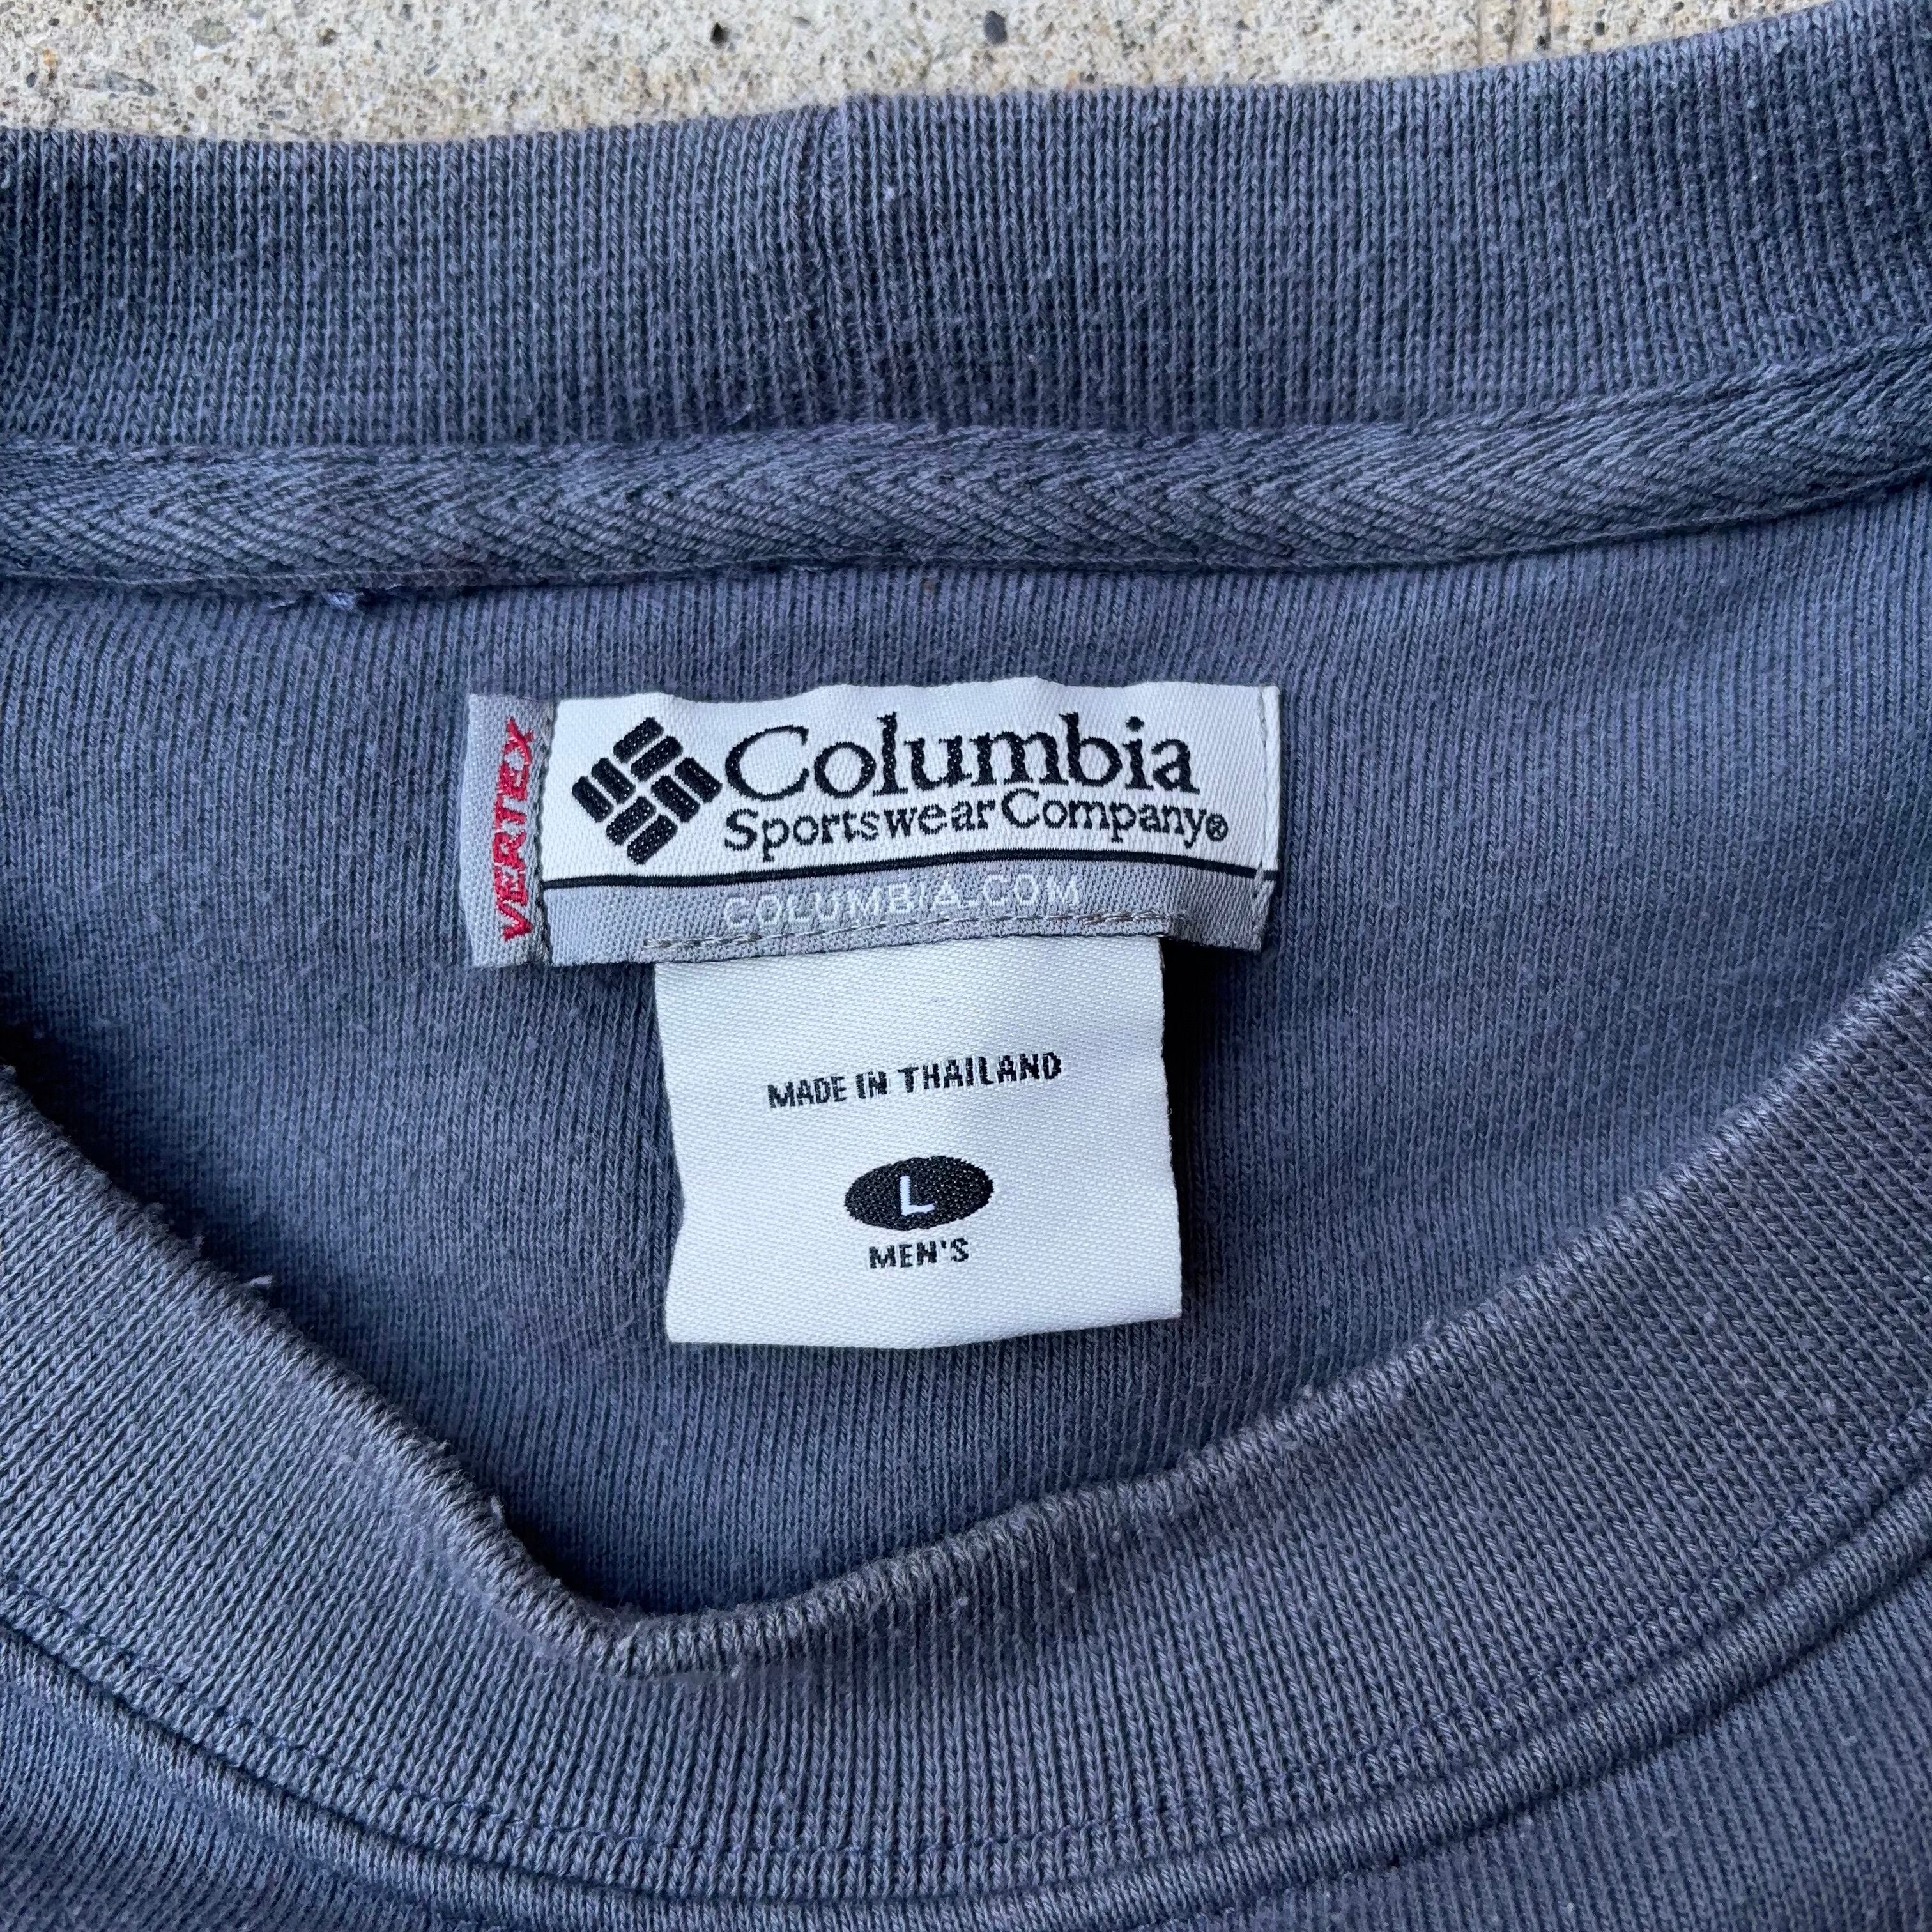 VERTEX
Columbia
Sportswear Company®
COLUMBIA.COM
MADE IN THAILAND
L
MEN'S